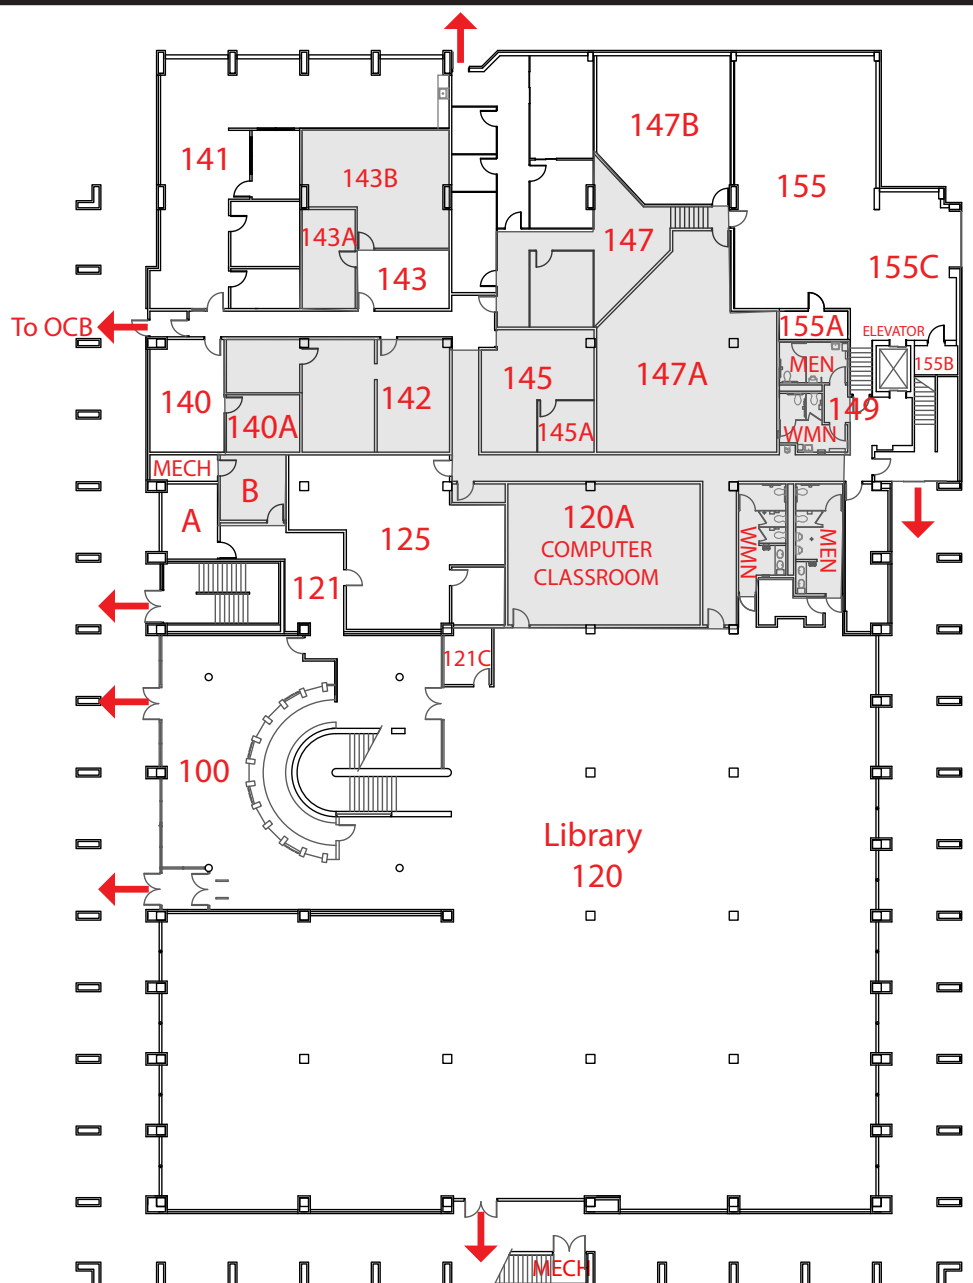 147B
141
143B
155
143A
147
155C
143
To OCB
155A
ELEVATOR
MEN
155B
145
147A
140
142
149
140A
145A
WMN
MECH
B
A
125
120A
COMPUTER
CLASSROOM
WMN
MEN
121
121C
100
Library
120
MECH